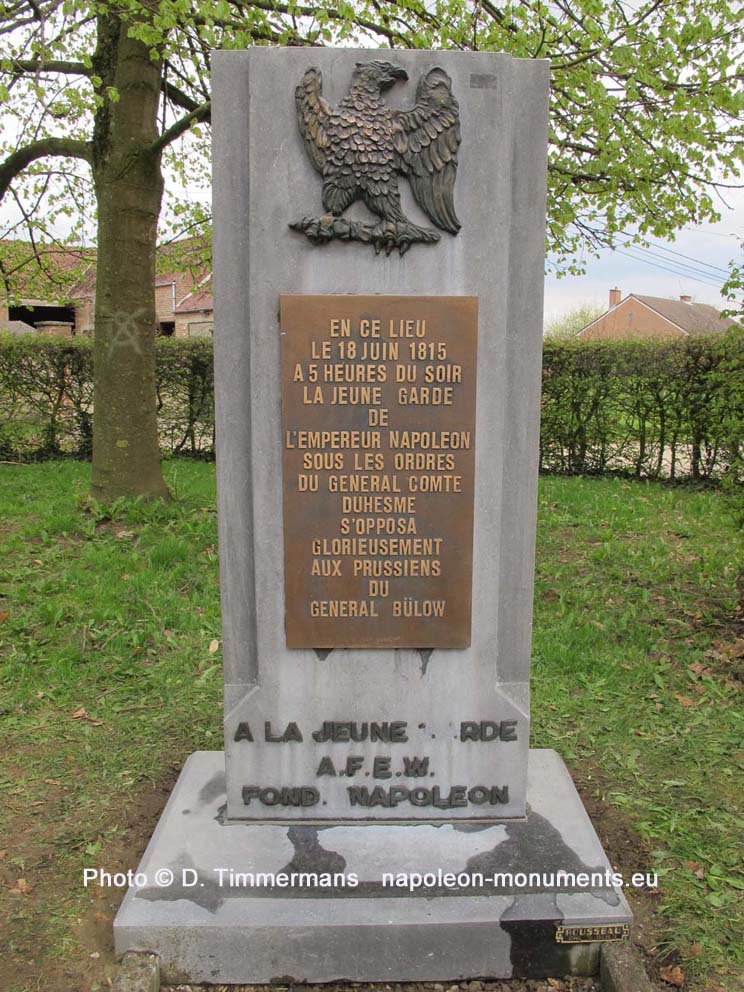 EN CE LIEU
LE 18 JUIN 1815
A 5 HEURES DU SOIR
LA JEUNE GARDE
DE
L'EMPEREUR NAPOLEON
SOUS LES ORDRES
DU GENERAL COMTE
DUHESME
S'OPPOSA
GLORIEUSEMENT
AUX PRUSSIENS
DU
GENERAL BÜLOW
A LA JEUNE RDE
A.F.E.W.
FOND. NAPOLEON
Photo © D. Timmermans napoleon-monuments.eu
ROUSSEAU